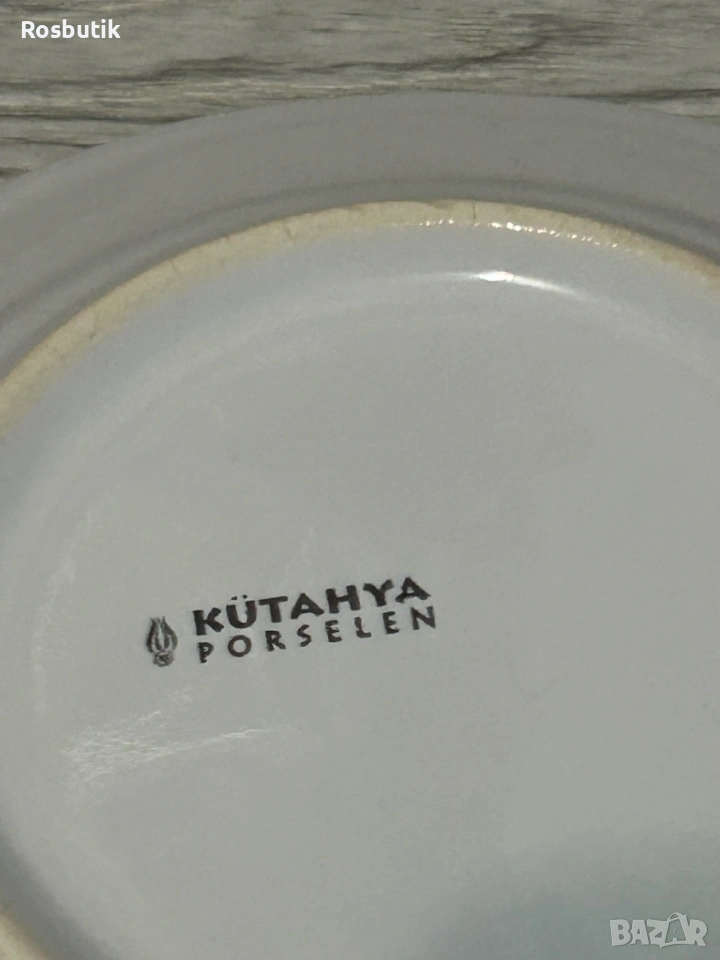 Rosbutik
KÜTAHYA
PORSELEN
BAZAR